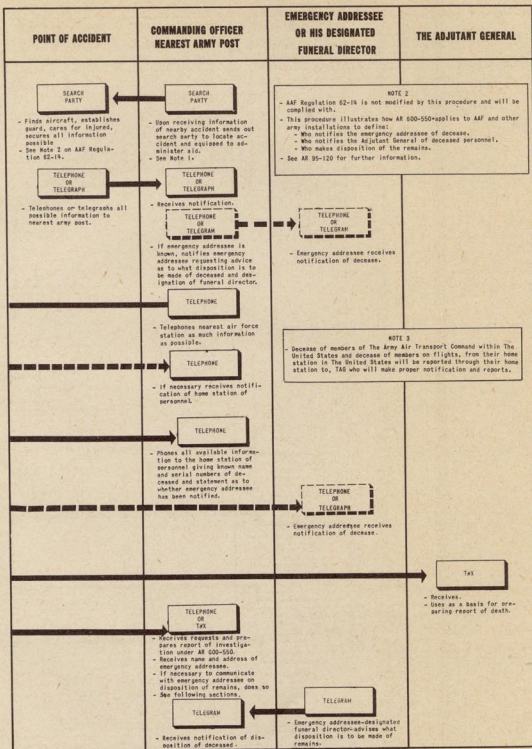 POINT OF ACCIDENT
COMMANDING OFFICER
NEAREST ARMY POST
EMERGENCY ADDRESSEE
OR HIS DESIGNATED
FUNERAL DIRECTOR
THE ADJUTANT GENERAL
SEARCH
PARTY
- Finds aircraft, establishes
guard, cares for injured,
secures all information
possible
- See Note 2 on AAF Regula-
tion 62-14.
SEARCH
PARTY
- Upon receiving information
of nearby accident sends out
search party to locate ac-
cident and equipped to ad-
minister aid.
- See Note 1.
NOTE 2
- AAF Regulation 62-14 is not modified by this procedure and will be
complied with.
- This procedure illustrates how AR 600-550 applies to AAF and other
army installations to define:
- Who notifies the emergency addressee of decease.
- Who notifies the Adjutant General of deceased personnel.
- Who makes disposition of the remains.
- See AR 95-120 for further information.
TELEPHONE
OR
TELEGRAPH
- Telephones or telegraphs all
possible information to
nearest army post.
TELEPHONE
OR
TELEGRAPH
- Receives notification.
TELEPHONE
OR
TELEGRAM
- If emergency addressee is
known, notifies emergency
addressee requesting advice
as to what disposition is to
be made of deceased and des-
ignation of funeral director.
TELEPHONE
OR
TELEGRAM
- Emergency addressee receives
notification of decease.
TELEPHONE
- Telephones nearest air force
station as much information
as possible.
NOTE 3
- Decease of members of The Army Air Transport Command within The
United States and decease of members on flights, from their home
station in The United States will be reported through their home
station to, TAG who will make proper notification and reports.
TELEPHONE
- If necessary receives notifi-
cation of home station of
personnel.
TELEPHONE
- Phones all available informa-
tion to the home station of
personnel giving known name
and serial numbers of de-
ceased and statement as to
whether emergency addressee
has been notified.
TELEPHONE
OR
TELEGRAPH
- Emergency addressee receives
notification of decease.
TWX
- Receives.
- Uses as a basis for pre-
paring report of death.
TELEPHONE
OR
TWX
- Receives requests and pre-
pares report of investiga-
tion under AR 600-550.
- Receives name and address of
emergency addressee.
- If necessary to communicate
with emergency addressee on
disposition of remains, does so
- See following sections.
TELEGRAM
- Receives notification of dis-
position of deceased.
TELEGRAM
- Emergency addressee-designated
funeral director-advises what
disposition is to be made of
remains.